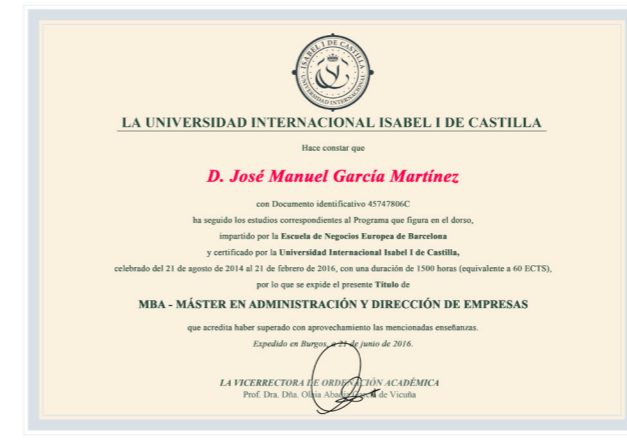 ISABEL I DE CASTILLA
UNIVERSIDAD INTERNACIONAL
LA UNIVERSIDAD INTERNACIONAL ISABEL I DE CASTILLA
Hace constar que
D. José Manuel García Martínez
con Documento identificativo 45747806C
ha seguido los estudios correspondientes al Programa que figura en el dorso,
impartido por la Escuela de Negocios Europea de Barcelona
y certificado por la Universidad Internacional Isabel I de Castilla,
celebrado del 21 de agosto de 2014 al 21 de febrero de 2016, con una duración de 1500 horas (equivalente a 60 ECTS),
por lo que se expide el presente Título de
MBA - MÁSTER EN ADMINISTRACIÓN Y DIRECCIÓN DE EMPRESAS
que acredita haber superado con aprovechamiento las mencionadas enseñanzas.
Expedido en Burgos, a 21 de junio de 2016.
LA VICERRECTORA DE ORDENACIÓN ACADÉMICA
Prof. Dra. Dña. Olaia Abadía de Vicuña